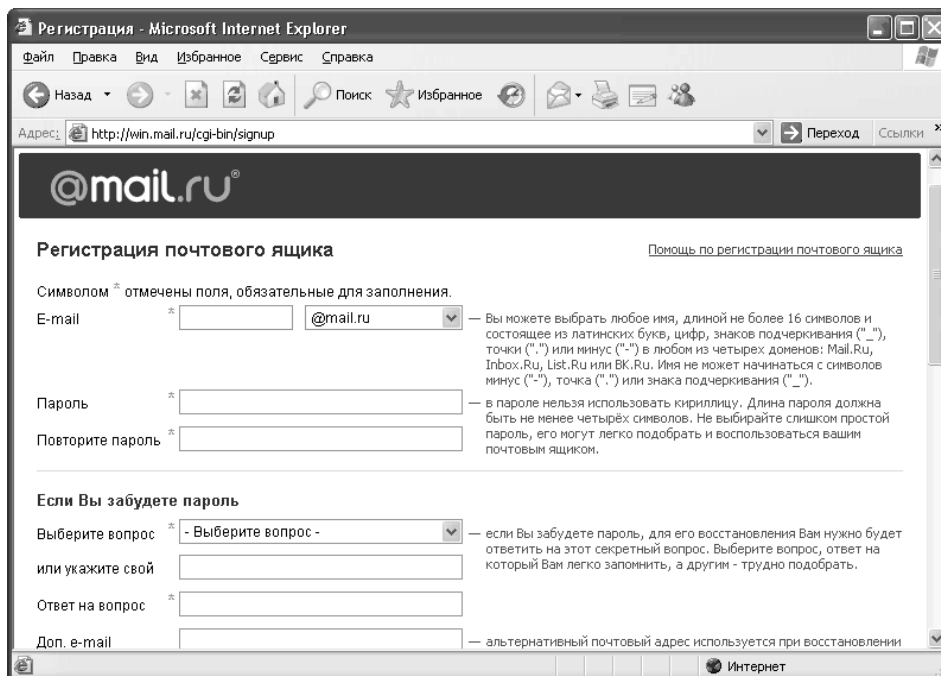 Регистрация - Microsoft Internet Explorer
Файл Правка Вид Избранное Сервис Справка
Назад Поиск Избранное
Адрес: http://win.mail.ru/cgi-bin/signup Переход Ссылки »
@mail.ru®
Регистрация почтового ящика Помощь по регистрации почтового ящика
Символом * отмечены поля, обязательные для заполнения.
E-mail * @mail.ru — Вы можете выбрать любое имя, длиной не более 16 символов и
состоящее из латинских букв, цифр, знаков подчеркивания ("_"),
точки (".") или минус ("-") в любом из четырех доменов: Mail.Ru,
Inbox.Ru, List.Ru или BK.Ru. Имя не может начинаться с символов
минус ("-"), точка (".") или знака подчеркивания ("_").
Пароль * — в пароле нельзя использовать кириллицу. Длина пароля должна
быть не менее четырёх символов. Не выбирайте слишком простой
Повторите пароль * пароль, его могут легко подобрать и воспользоваться вашим
почтовым ящиком.
Если Вы забудете пароль
Выберите вопрос * - Выберите вопрос - — если Вы забудете пароль, для его восстановления Вам нужно будет
ответить на этот секретный вопрос. Выберите вопрос, ответ на
или укажите свой который Вам легко запомнить, а другим - трудно подобрать.
Ответ на вопрос *
Доп. e-mail — альтернативный почтовый адрес используется при восстановлении
Интернет